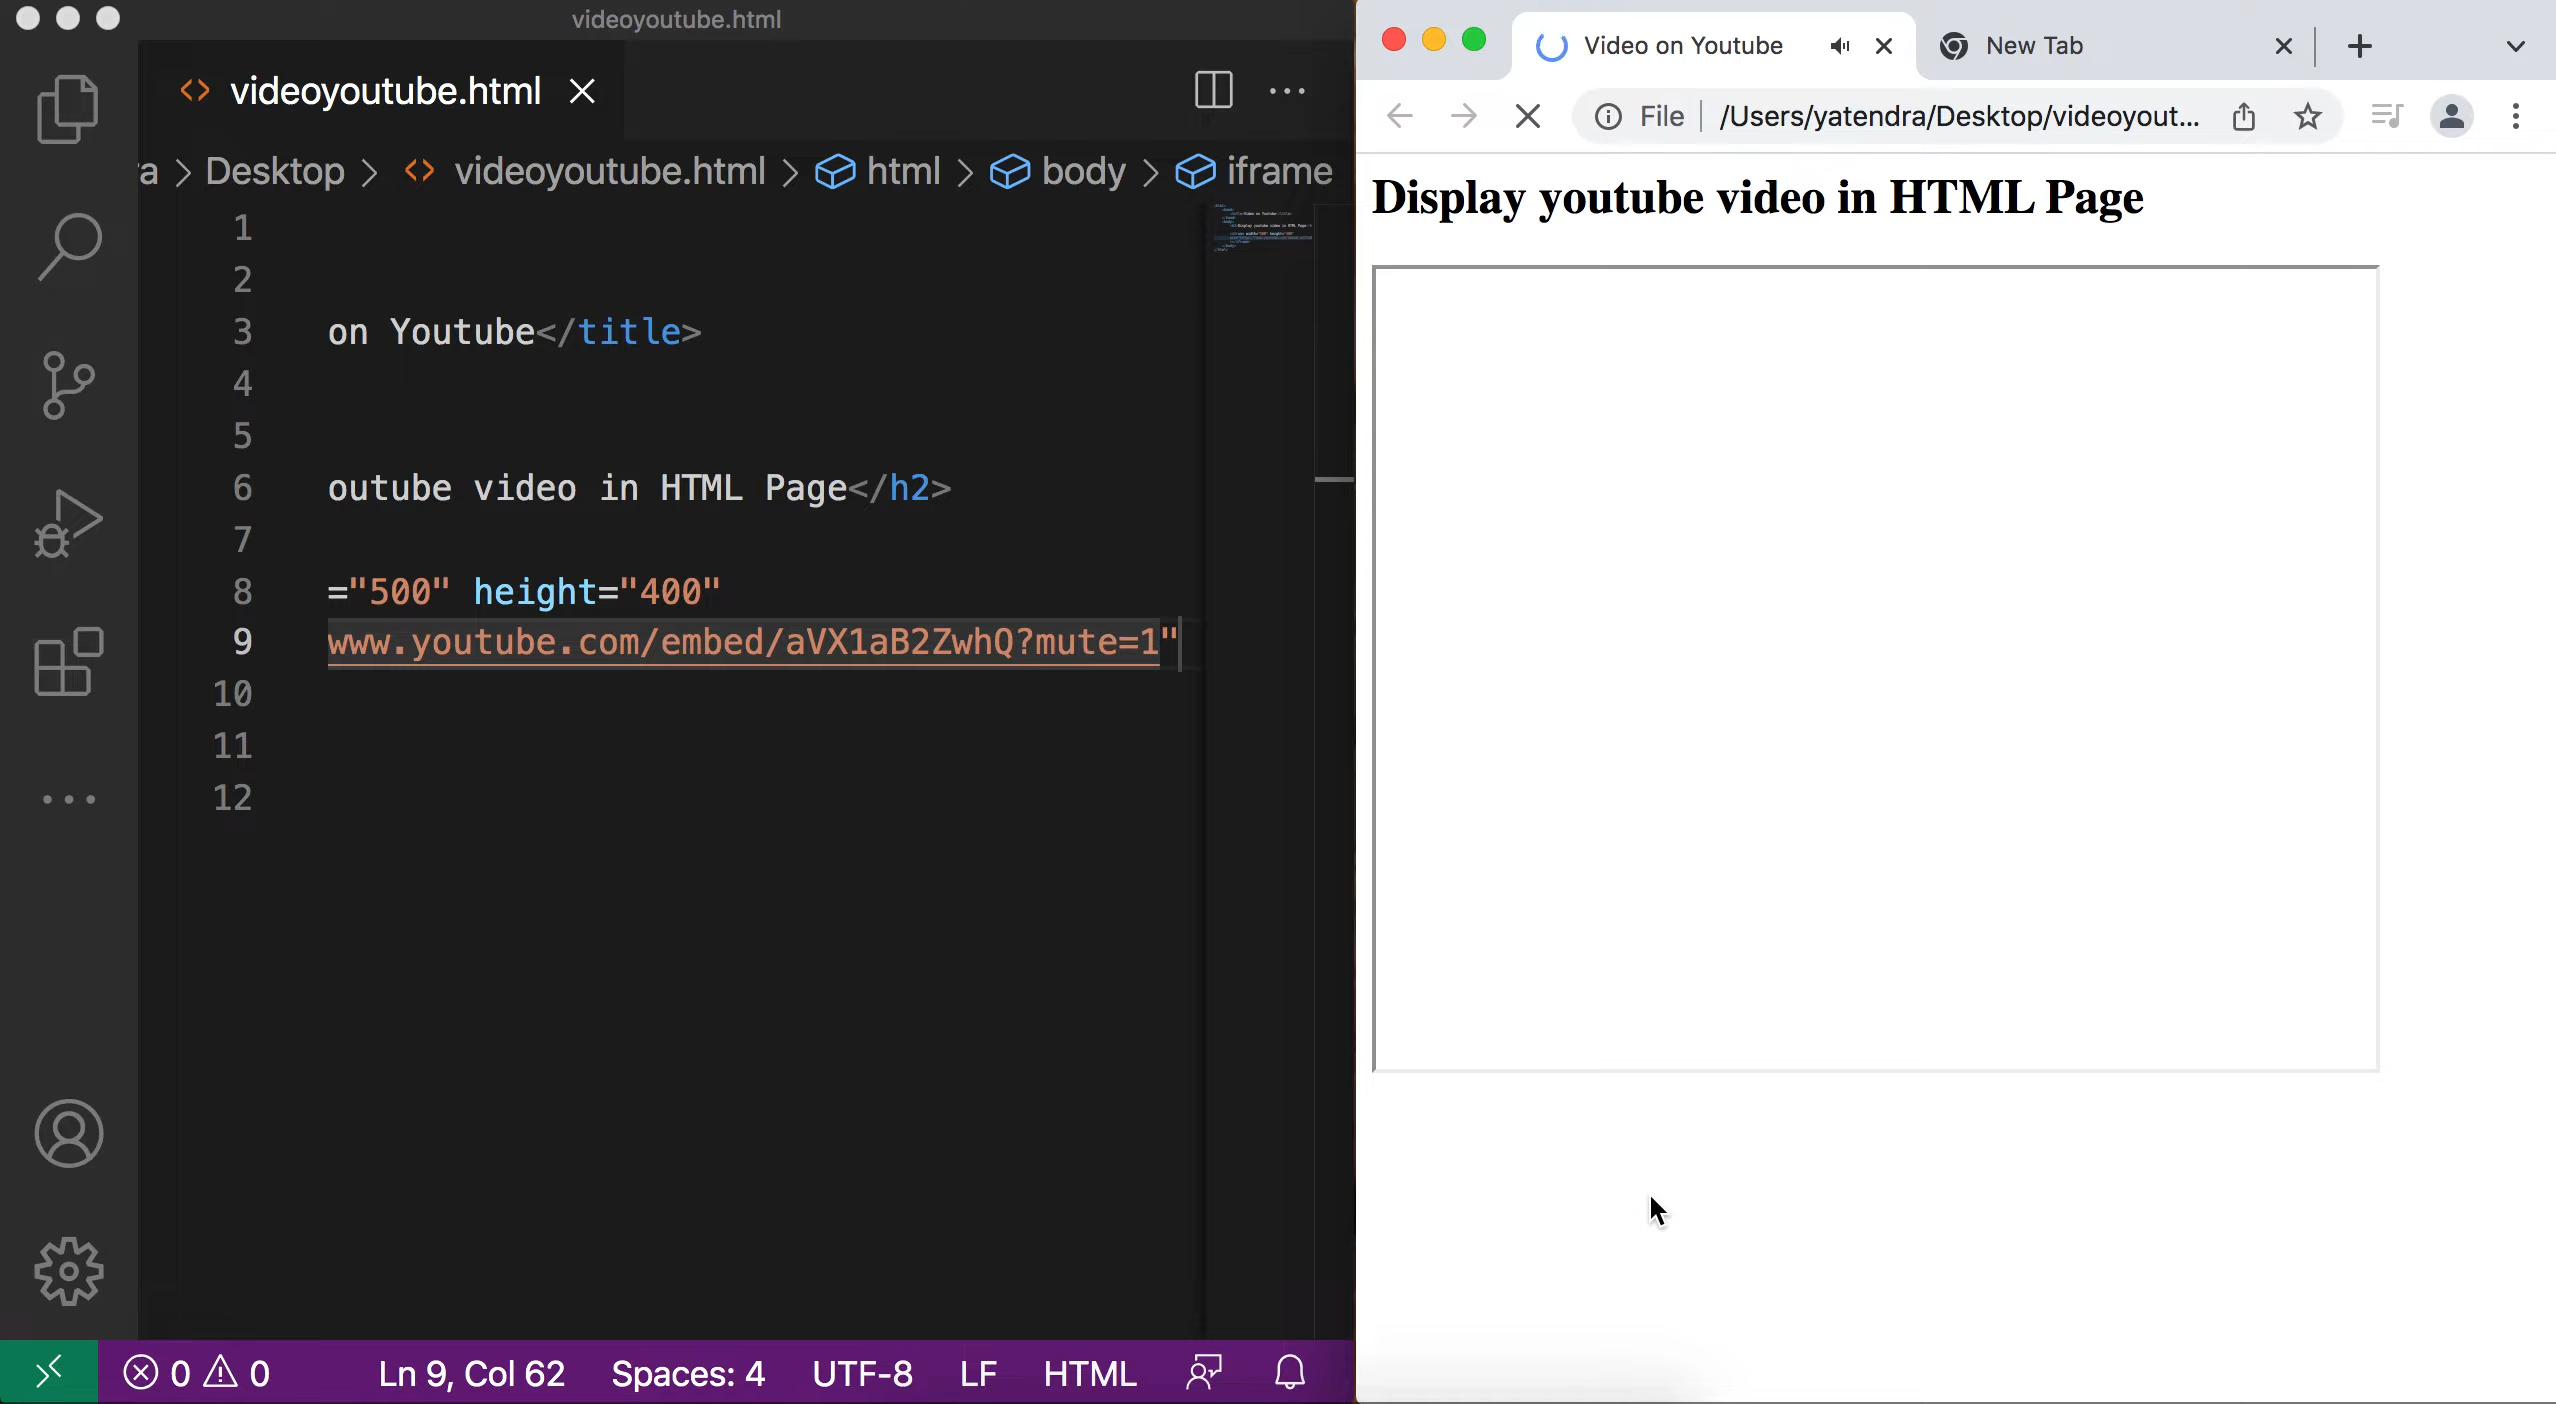 videoyoutube.html
videoyoutube.html
ra > Desktop > videoyoutube.html > html > body > iframe
1
2
3 on Youtube</title>
4
5
6 outube video in HTML Page</h2>
7
8 ="500" height="400"
9 www.youtube.com/embed/aVX1aB2ZwhQ?mute=1"
10
11
12
0 0 Ln 9, Col 62 Spaces: 4 UTF-8 LF HTML
Video on Youtube New Tab
File /Users/yatendra/Desktop/videoyout...
Display youtube video in HTML Page